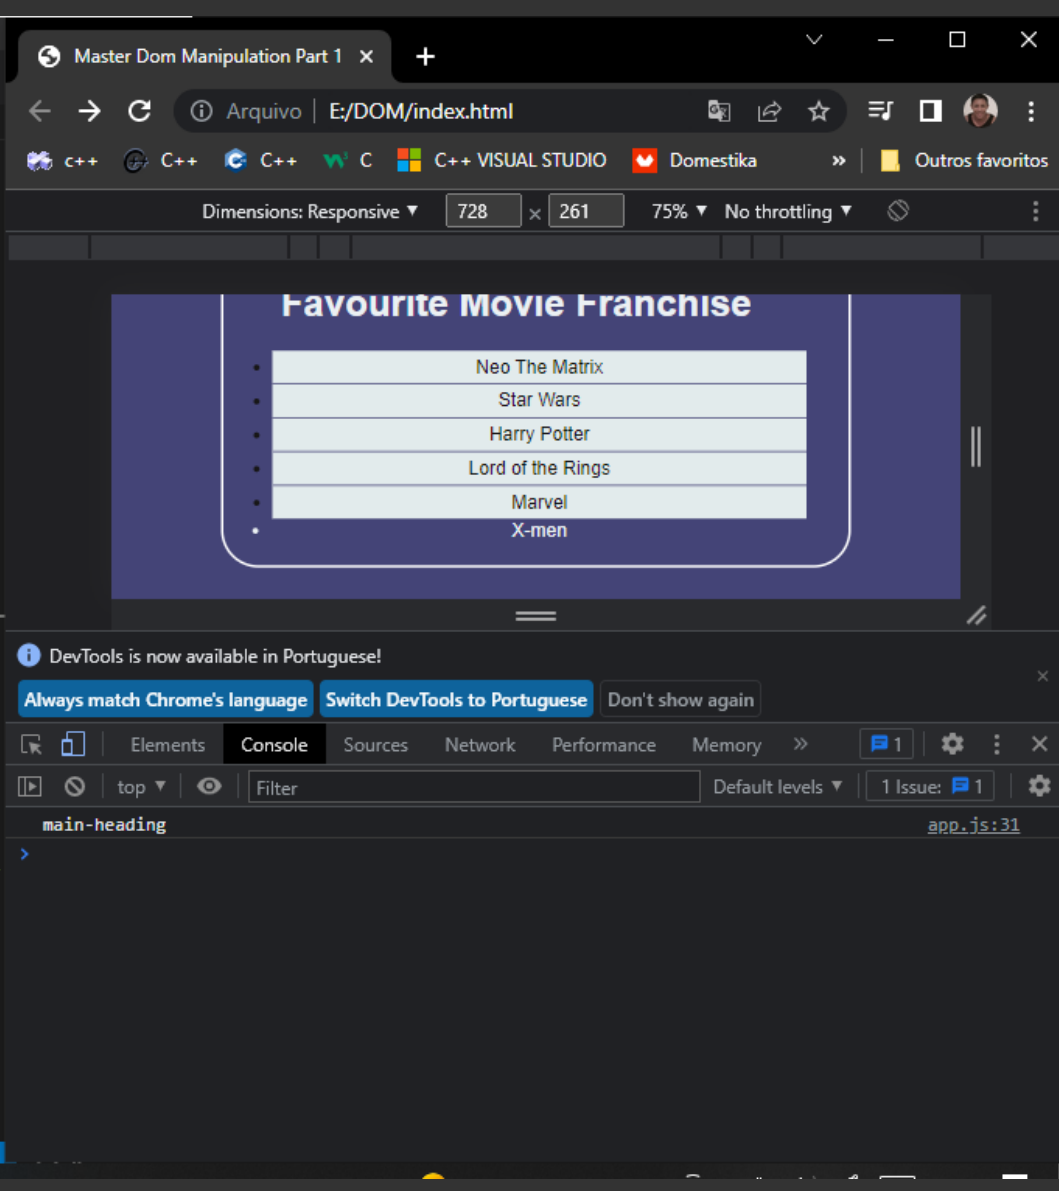 Master Dom Manipulation Part 1
Arquivo E:/DOM/index.html
c++ C++ C++ C C++ VISUAL STUDIO Domestika » Outros favoritos
Dimensions: Responsive ▼ 728 × 261 75% ▼ No throttling ▼
Favourite Movie Franchise
• Neo The Matrix
• Star Wars
• Harry Potter
• Lord of the Rings
• Marvel
• X-men
DevTools is now available in Portuguese!
Always match Chrome's language Switch DevTools to Portuguese Don't show again
Elements Console Sources Network Performance Memory » 1
top ▼ Filter Default levels ▼ 1 Issue: 1
main-heading app.js:31